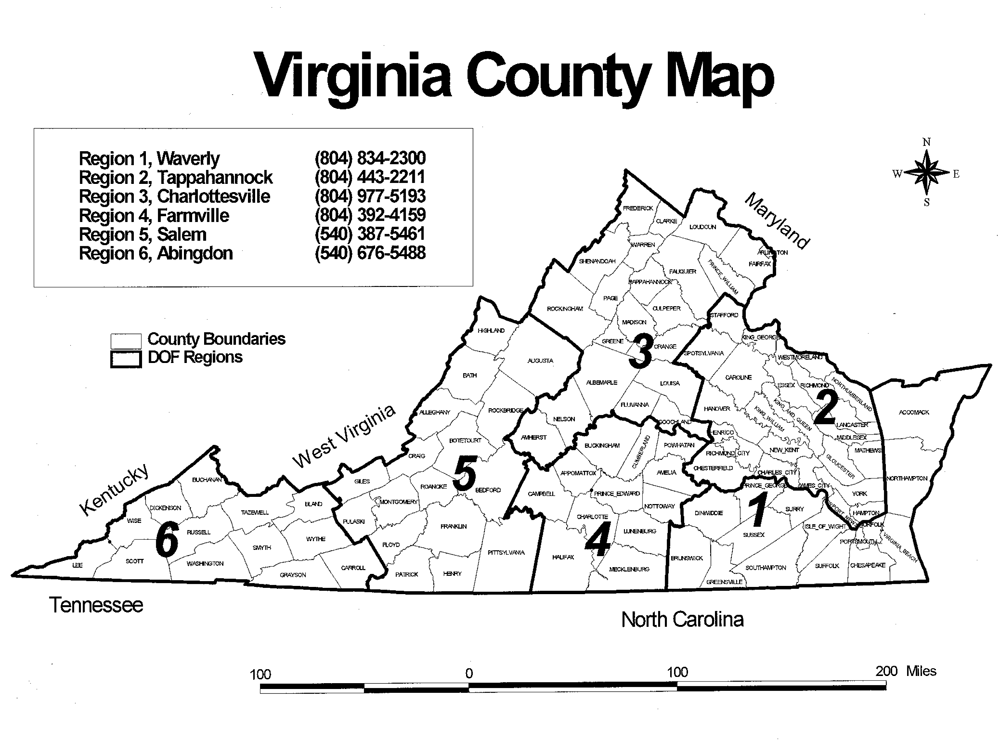 Virginia County Map
Region 1, Waverly (804) 834-2300
Region 2, Tappahannock (804) 443-2211
Region 3, Charlottesville (804) 977-5193
Region 4, Farmville (804) 392-4159
Region 5, Salem (540) 387-5461
Region 6, Abingdon (540) 676-5488
N
W E
S
County Boundaries
DOF Regions
Maryland
West Virginia
Kentucky
Tennessee
North Carolina
FREDERICK
CLARKE
LOUDOUN
WARREN
FAIRFAX
SHENANDOAH
FAUQUIER
PRINCE_WILLIAM
RAPPAHANNOCK
PAGE
ROCKINGHAM
CULPEPER
MADISON
STAFFORD
GREENE
3
ORANGE
KING_GEORGE
HIGHLAND
AUGUSTA
SPOTSYLVANIA
WESTMORELAND
BATH
ALBEMARLE
LOUISA
CAROLINE
ESSEX
RICHMOND
NORTHUMBERLAND
2
FLUVANNA
ALLEGHANY
ROCKBRIDGE
NELSON
GOOCHLAND
HANOVER
KING_WILLIAM
KING_AND_QUEEN
LANCASTER
ACCOMACK
MIDDLESEX
BOTETOURT
AMHERST
BUCKINGHAM
CUMBERLAND
POWHATAN
HENRICO
MATHEWS
CRAIG
RICHMOND_CITY
NEW_KENT
GLOUCESTER
5
APPOMATTOX
AMELIA
CHESTERFIELD
CHARLES_CITY
NORTHAMPTON
BUCHANAN
GILES
ROANOKE
BEDFORD
CAMPBELL
PRINCE_EDWARD
PRINCE_GEORGE
JAMES_CITY
YORK
MONTGOMERY
DICKENSON
BLAND
NOTTOWAY
DINWIDDIE
1
SURRY
HAMPTON
TAZEWELL
WISE
PULASKI
FRANKLIN
CHARLOTTE
ISLE_OF_WIGHT
NORFOLK
RUSSELL
6
WYTHE
LUNENBURG
SUSSEX
PORTSMOUTH
VIRGINIA_BEACH
FLOYD
4
SMYTH
PITTSYLVANIA
HALIFAX
BRUNSWICK
SCOTT
WASHINGTON
LEE
CARROLL
MECKLENBURG
SOUTHAMPTON
SUFFOLK
CHESAPEAKE
GRAYSON
PATRICK
HENRY
GREENSVILLE
100 0 100 200 Miles